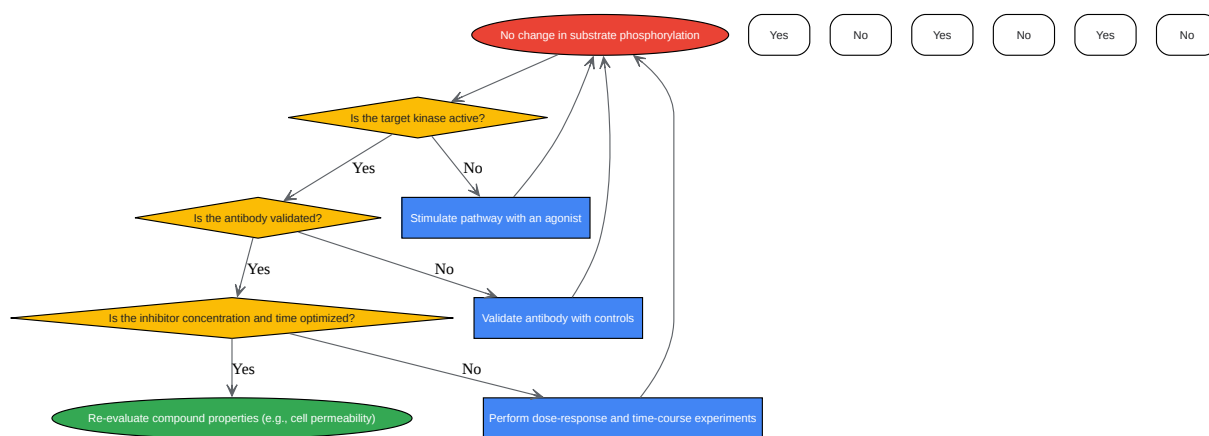 No change in substrate phosphorylation
Yes
No
Yes
No
Yes
No
Is the target kinase active?
Yes
No
Is the antibody validated?
Stimulate pathway with an agonist
Yes
No
Is the inhibitor concentration and time optimized?
Validate antibody with controls
Yes
No
Re-evaluate compound properties (e.g., cell permeability)
Perform dose-response and time-course experiments